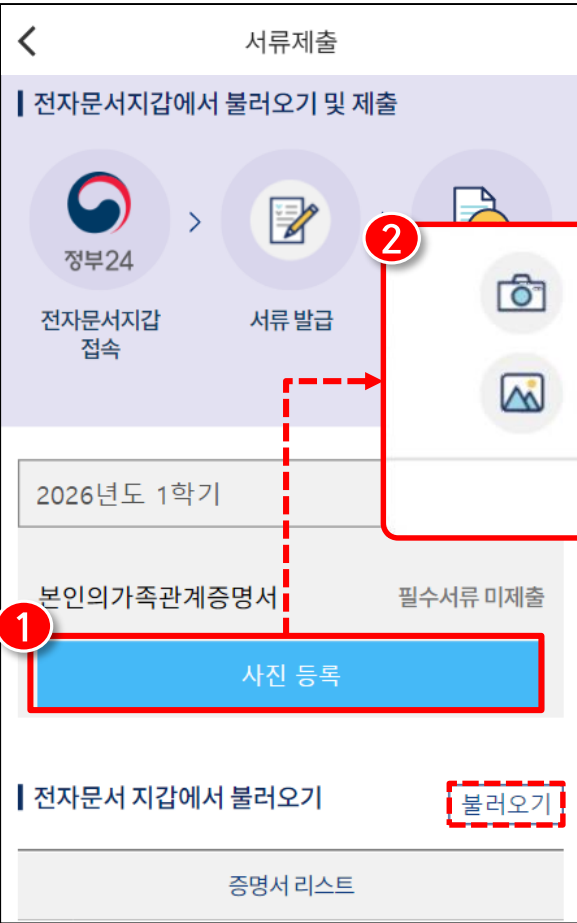 서류제출
전자문서지갑에서 불러오기 및 제출
정부24
전자문서지갑
접속
서류 발급
2
2026년도 1학기
본인의가족관계증명서
필수서류 미제출
1
사진 등록
전자문서 지갑에서 불러오기
불러오기
증명서 리스트